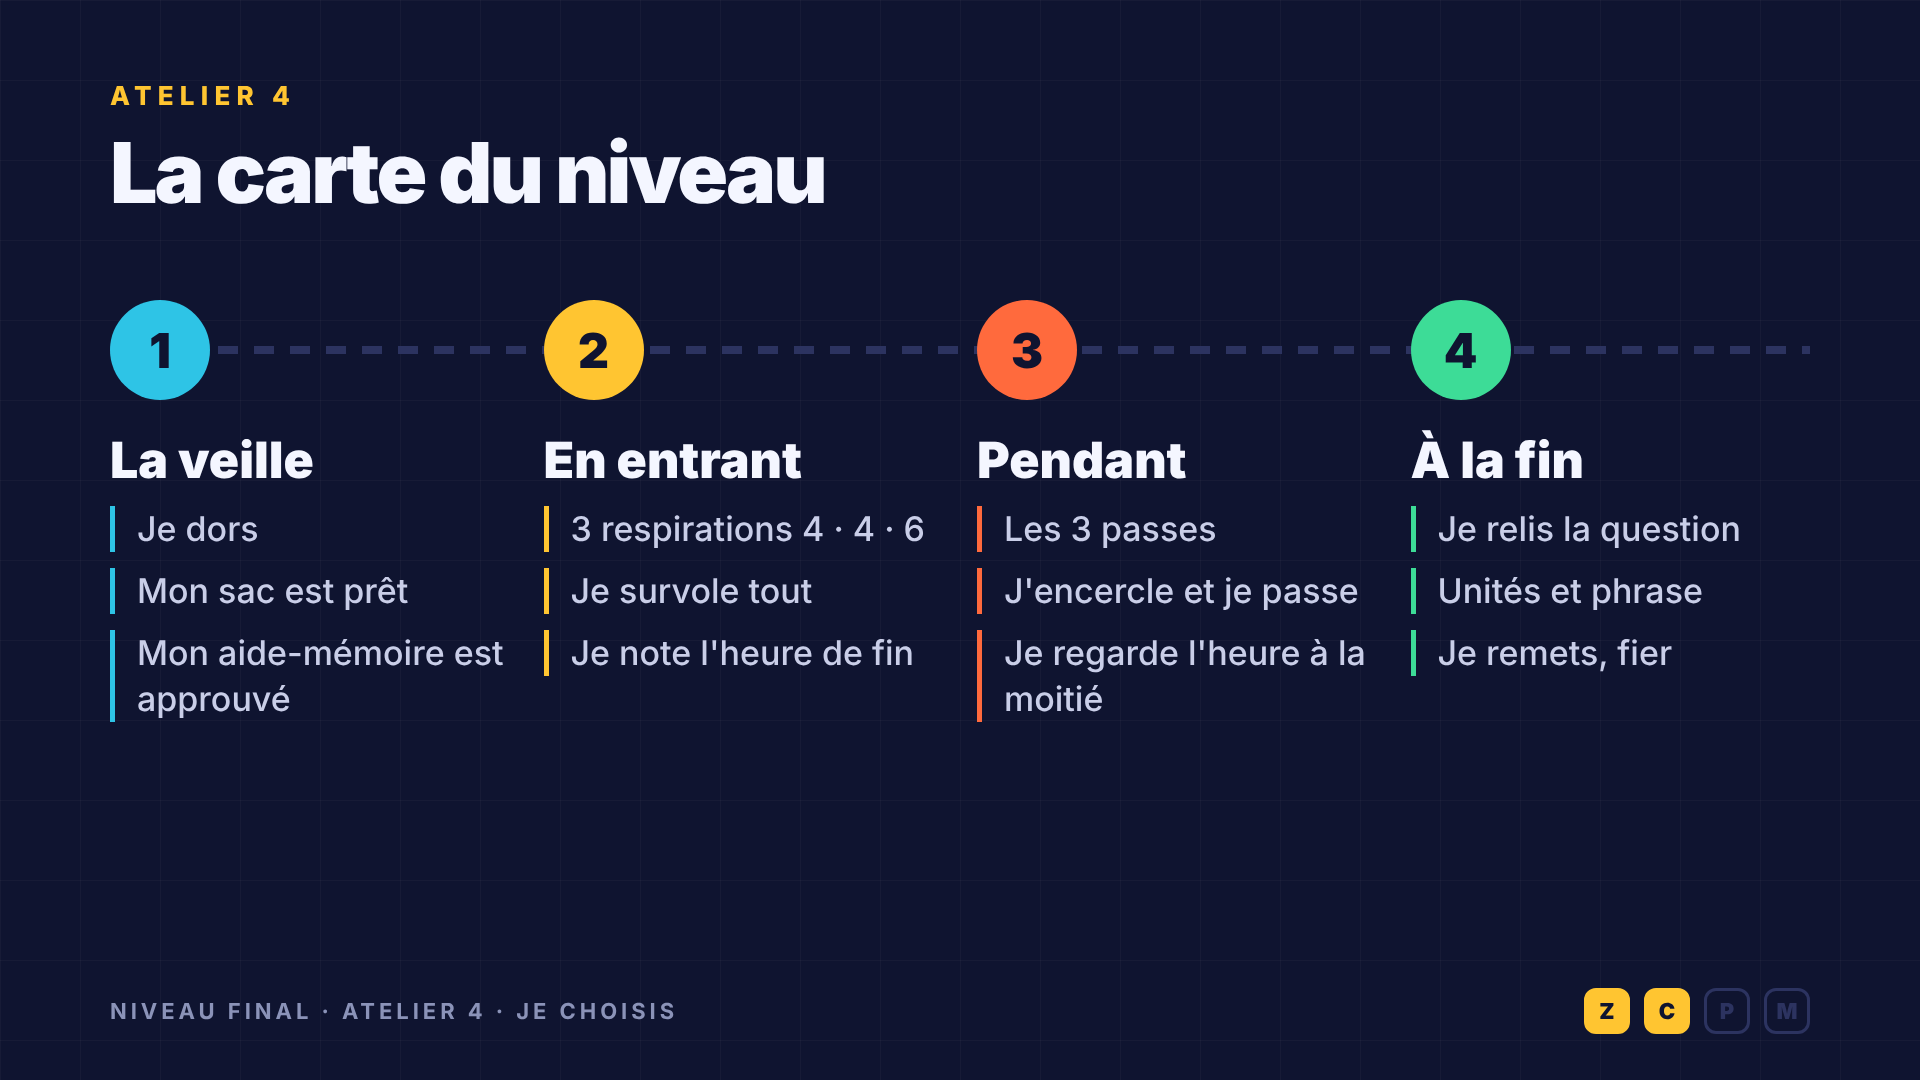 ATELIER 4
La carte du niveau
1
La veille
Je dors
Mon sac est prêt
Mon aide-mémoire est
approuvé
2
En entrant
3 respirations 4 · 4 · 6
Je survole tout
Je note l'heure de fin
3
Pendant
Les 3 passes
J'encercle et je passe
Je regarde l'heure à la
moitié
4
À la fin
Je relis la question
Unités et phrase
Je remets, fier
NIVEAU FINAL · ATELIER 4 · JE CHOISIS
Z C P M